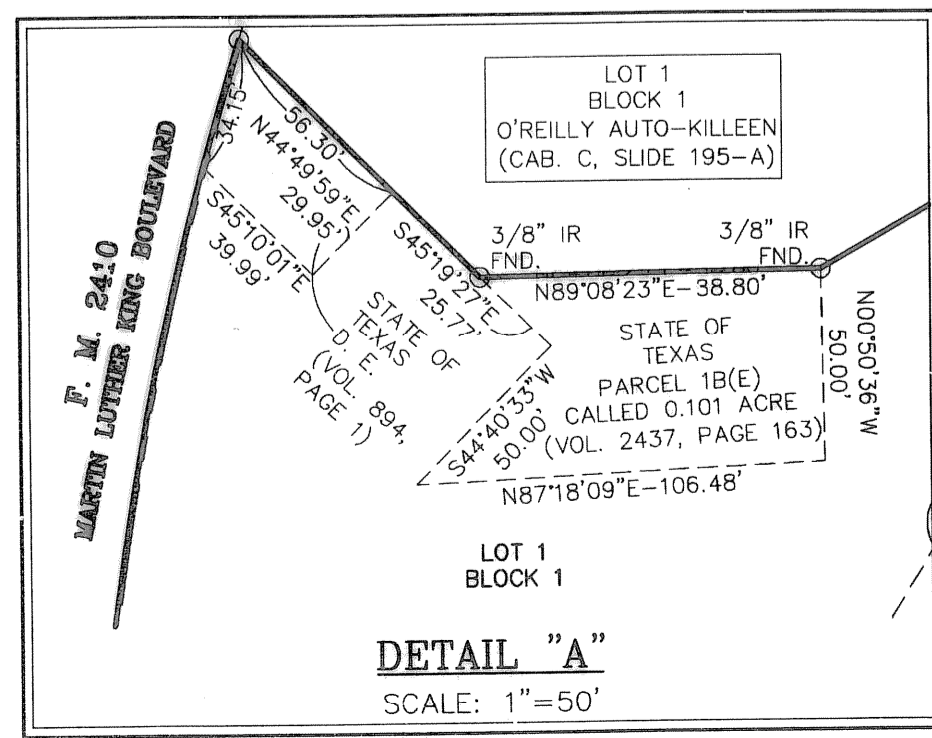 LOT 1
BLOCK 1
O'REILLY AUTO-KILLEEN
(CAB. C, SLIDE 195-A)
34.15'
56.30'
N44°49'59"E
29.95'
S45°10'01"E
39.99'
F. M. 2410
MARTIN LUTHER KING BOULEVARD
S45°19'27"E
25.77'
3/8" IR
FND.
3/8" IR
FND.
N89°08'23"E-38.80'
N00°50'36"W
50.00'
STATE OF
TEXAS
D. E.
(VOL. 894,
PAGE 1)
STATE OF
TEXAS
PARCEL 1B(E)
CALLED 0.101 ACRE
(VOL. 2437, PAGE 163)
S44°40'33"W
50.00'
N87°18'09"E-106.48'
LOT 1
BLOCK 1
DETAIL "A"
SCALE: 1"=50'